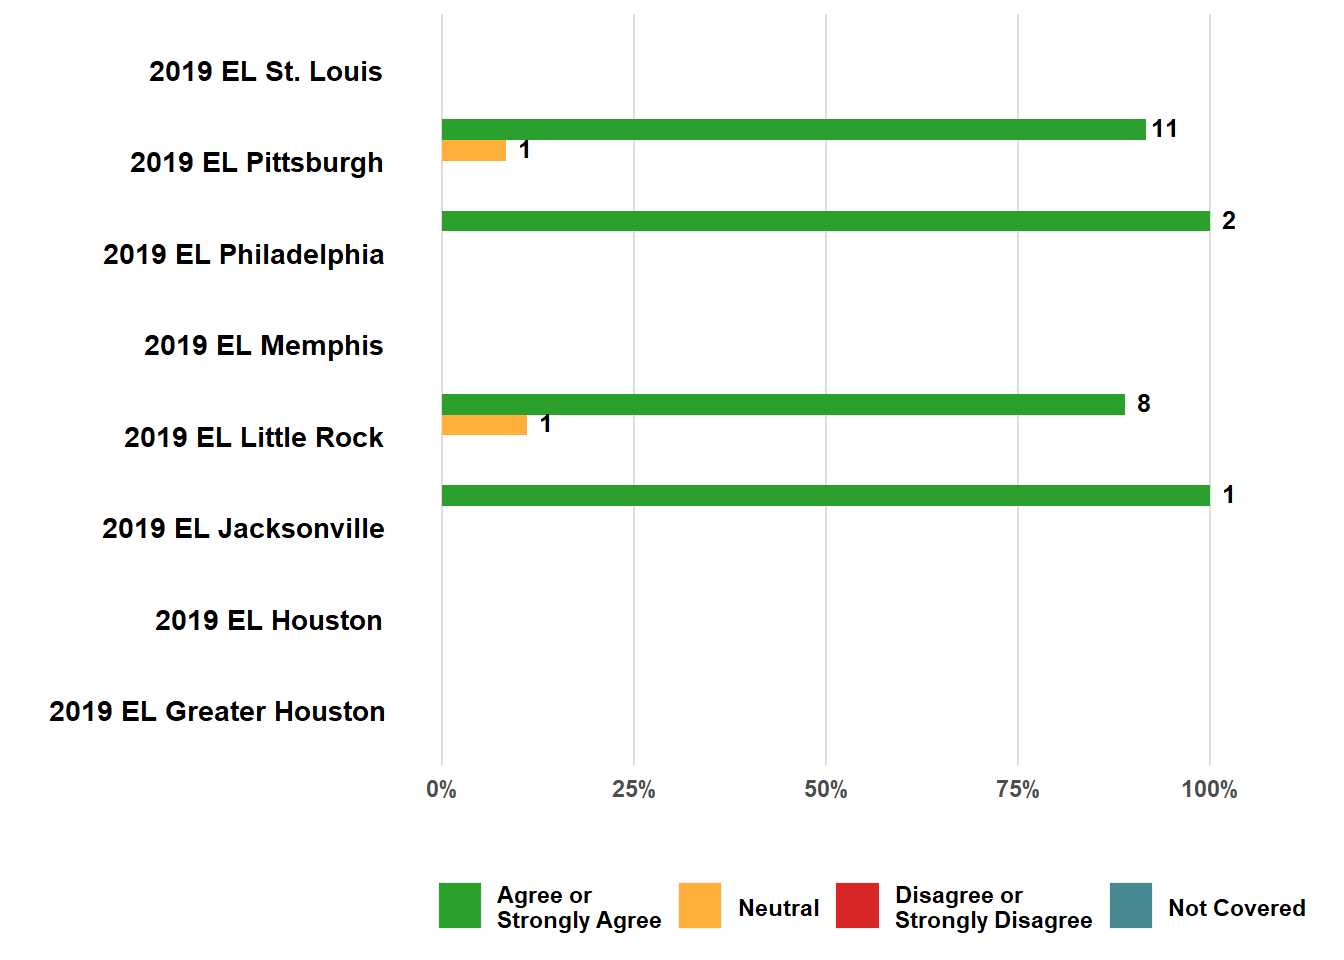 2019 EL St. Louis
11
1
2019 EL Pittsburgh
2
2019 EL Philadelphia
2019 EL Memphis
8
1
2019 EL Little Rock
1
2019 EL Jacksonville
2019 EL Houston
2019 EL Greater Houston
0% 25% 50% 75% 100%
Agree or
Strongly Agree
Neutral
Disagree or
Strongly Disagree
Not Covered